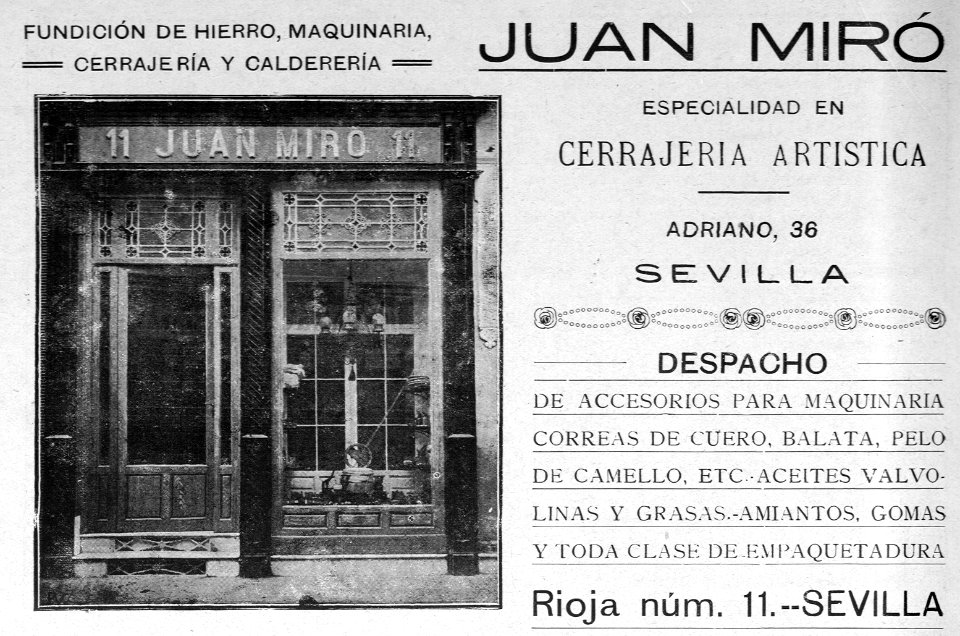 FUNDICIÓN DE HIERRO, MAQUINARIA,
CERRAJERÍA Y CALDERERÍA
11 JUAN MIRO 11
JUAN MIRÓ
ESPECIALIDAD EN
CERRAJERIA ARTISTICA
ADRIANO, 36
SEVILLA
DESPACHO
DE ACCESORIOS PARA MAQUINARIA
CORREAS DE CUERO, BALATA, PELO
DE CAMELLO, ETC.-ACEITES VALVO-
LINAS Y GRASAS.-AMIANTOS, GOMAS
Y TODA CLASE DE EMPAQUETADURA
Rioja núm. 11.--SEVILLA